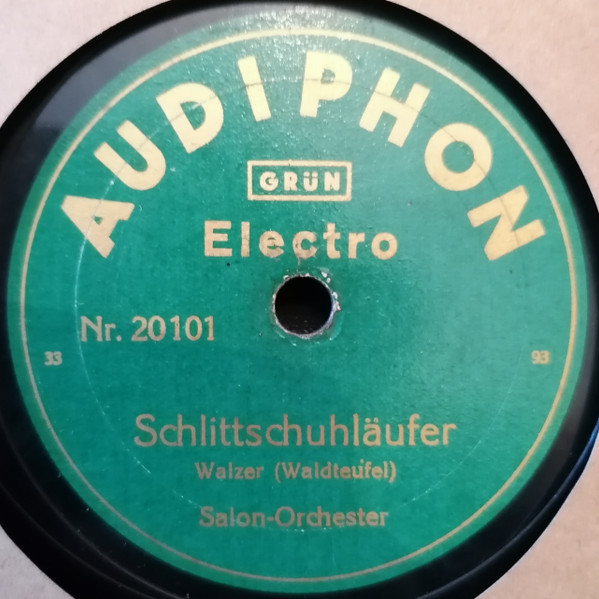 AUDIPHON
GRÜN
Electro
Nr. 20101
33
93
Schlittschuhläufer
Walzer (Waldteufel)
Salon-Orchester